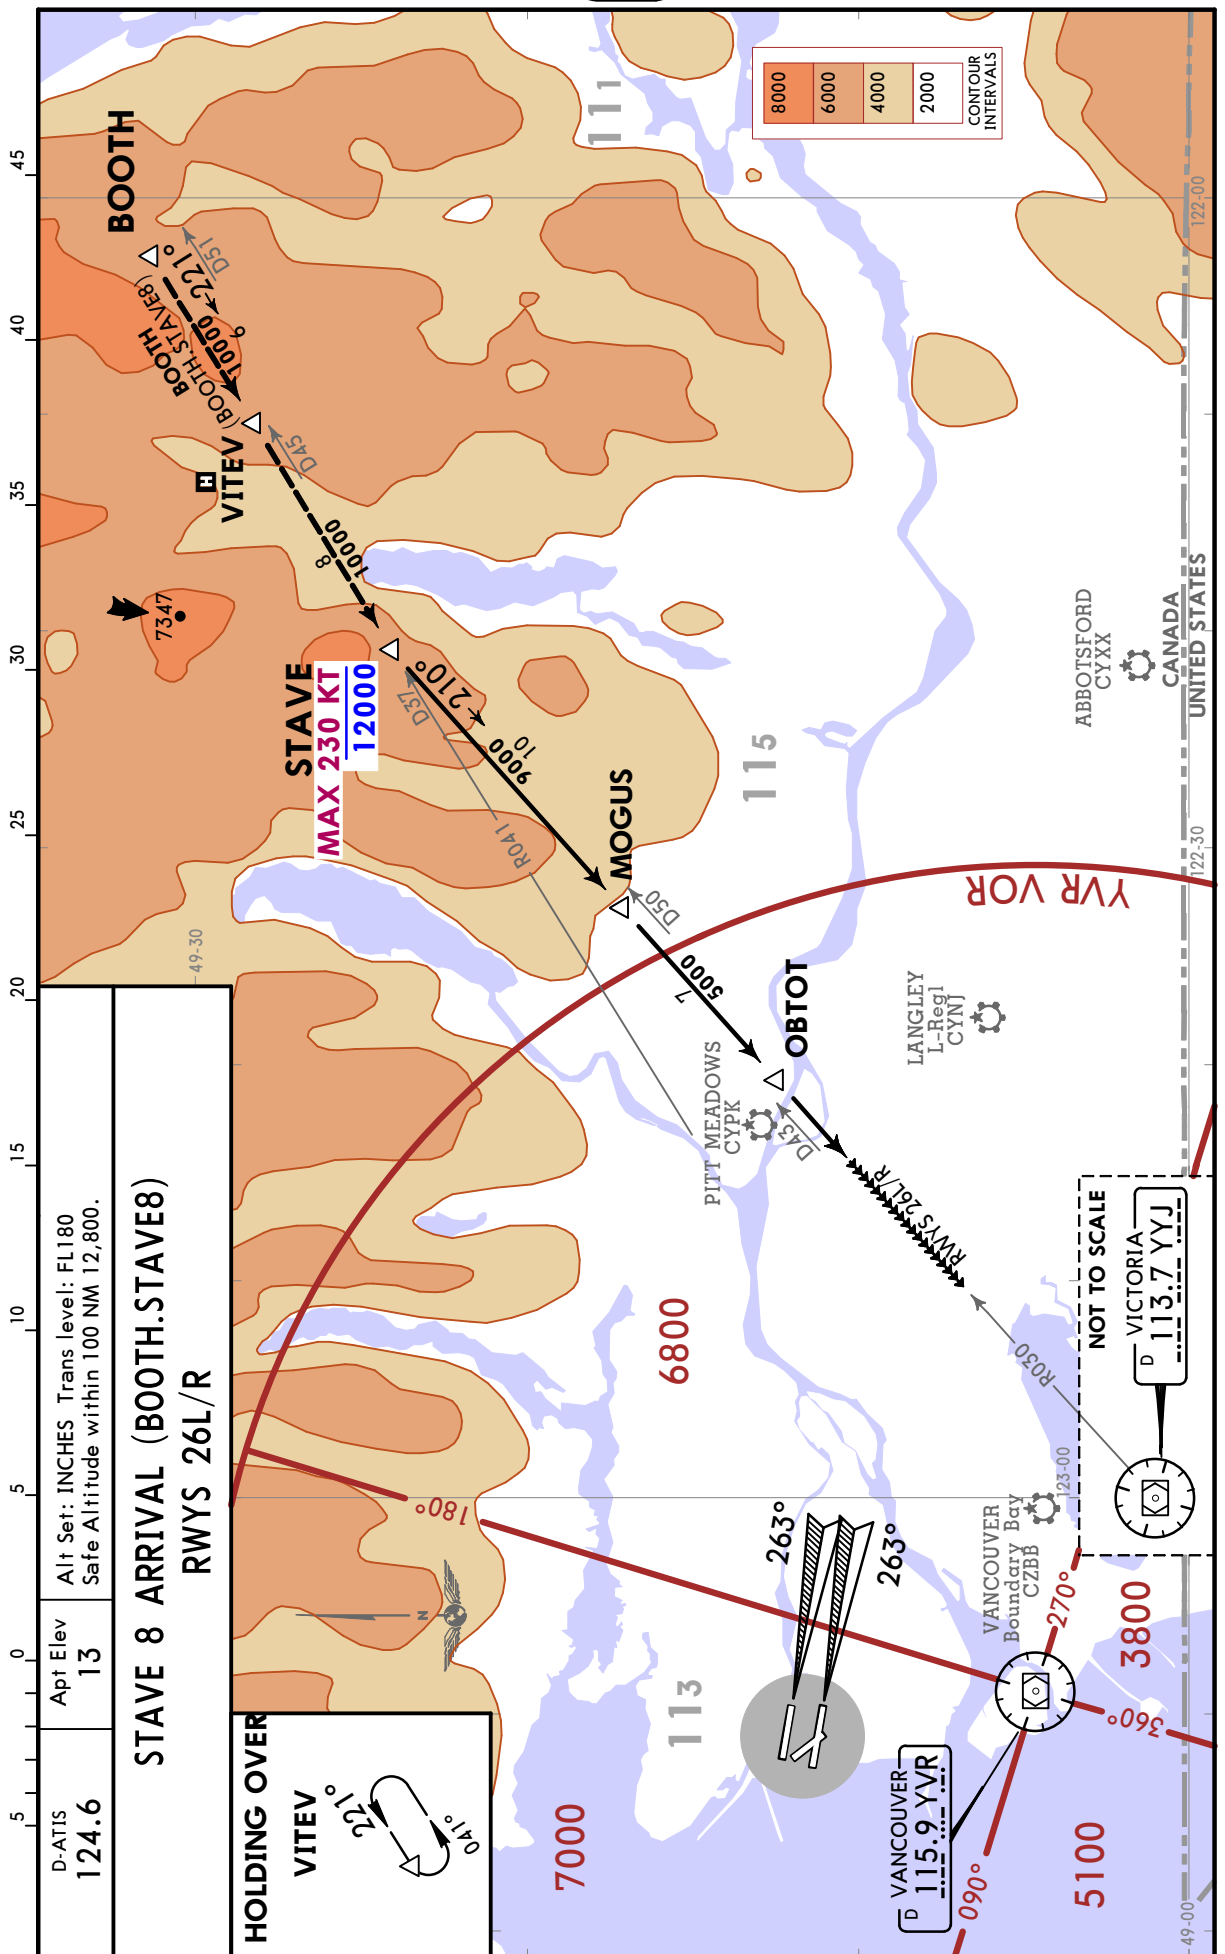 D-ATIS
124.6
Apt Elev
13
Alt Set: INCHES Trans level: FL180
Safe Altitude within 100 NM 12,800.
STAVE 8 ARRIVAL (BOOTH.STAVE8)
RWYS 26L/R
HOLDING OVER
VITEV
221°
041°
5
0
5
10
15
20
25
30
35
40
45
BOOTH
D51
221°
BOOTH
(BOOTH.STAVE8)
10000
6
VITEV
H
D45
10000
8
7347
STAVE
MAX 230 KT
12000
D37
210°
R041
9000
10
MOGUS
D50
5000
7
OBTOT
D43
PITT MEADOWS
CYPK
RWYS 26L/R
R030
LANGLEY
L-Regl
CYNJ
ABBOTSFORD
CYXX
CANADA
UNITED STATES
YVR VOR
8000
6000
4000
2000
CONTOUR
INTERVALS
111
115
113
49-30
49-00
122-00
122-30
123-00
N
180°
270°
360°
090°
6800
7000
3800
5100
263°
263°
VANCOUVER
Boundary Bay
CZBB
D VANCOUVER
115.9 YVR
NOT TO SCALE
D VICTORIA
113.7 YYJ